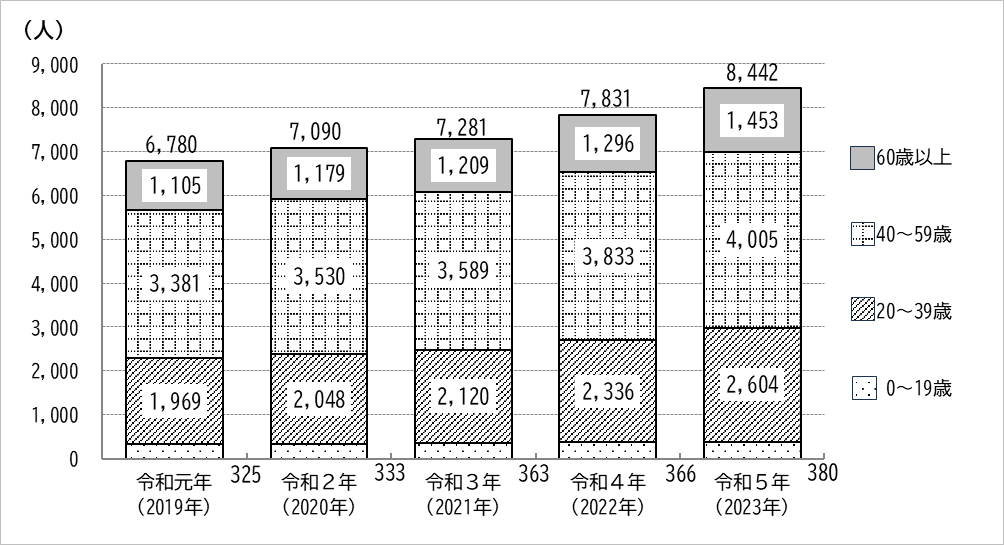 （人）
9,000
8,000
7,000
6,000
5,000
4,000
3,000
2,000
1,000
0
6,780
1,105
3,381
1,969
325
7,090
1,179
3,530
2,048
333
7,281
1,209
3,589
2,120
363
7,831
1,296
3,833
2,336
366
8,442
1,453
4,005
2,604
380
令和元年
（2019年）
令和２年
（2020年）
令和３年
（2021年）
令和４年
（2022年）
令和５年
（2023年）
60歳以上
40～59歳
20～39歳
0～19歳